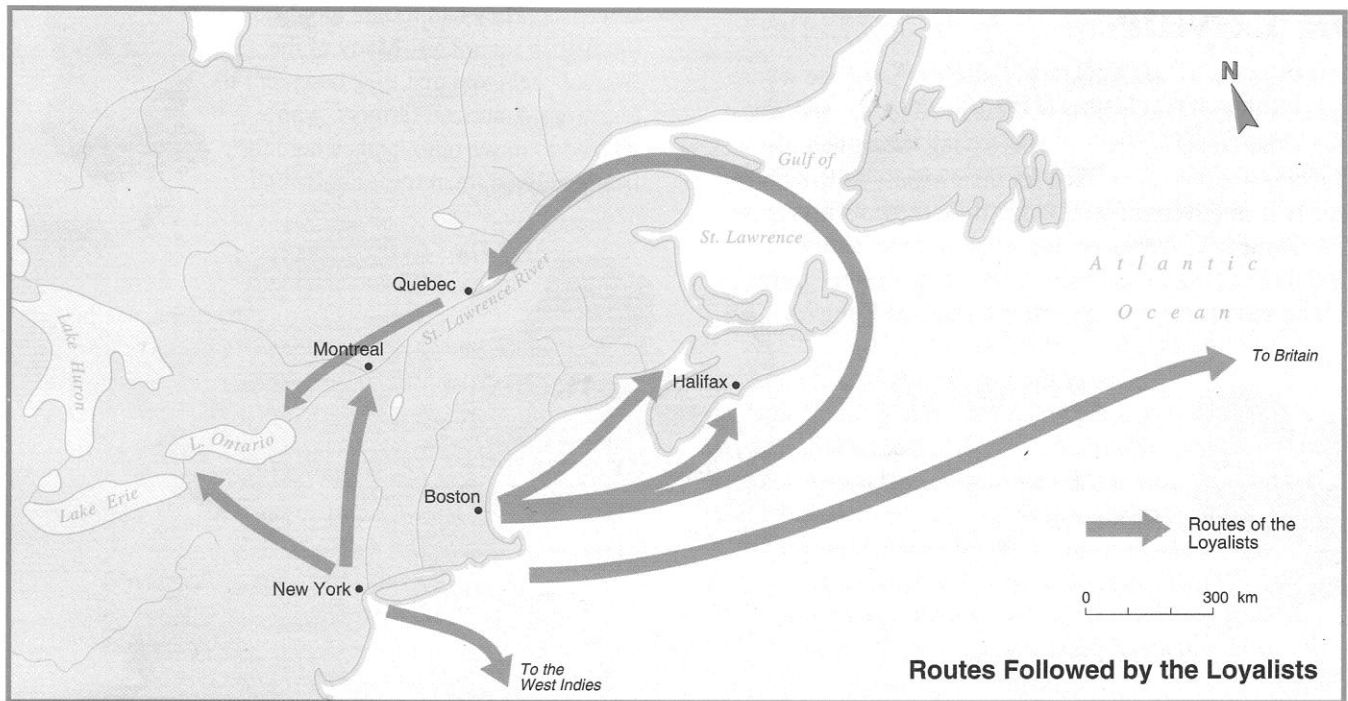 N
Gulf of
St. Lawrence
Atlantic
Ocean
Quebec
St. Lawrence River
To Britain
Montreal
Halifax
Lake Huron
L. Ontario
Lake Erie
Boston
Routes of the
Loyalists
New York
0 300 km
To the
West Indies
Routes Followed by the Loyalists